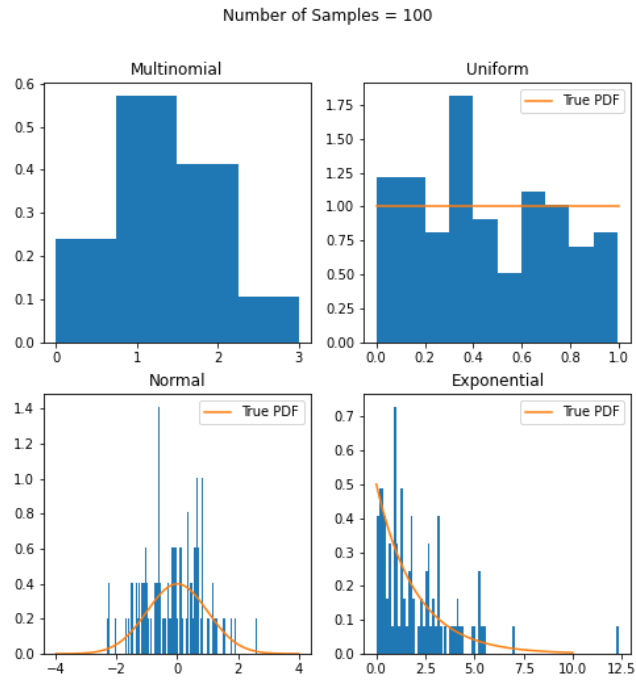 Number of Samples = 100
Multinomial
0.6
0.5
0.4
0.3
0.2
0.1
0.0
0 1 2 3
Uniform
True PDF
1.75
1.50
1.25
1.00
0.75
0.50
0.25
0.00
0.0 0.2 0.4 0.6 0.8 1.0
Normal
True PDF
1.4
1.2
1.0
0.8
0.6
0.4
0.2
0.0
−4 −2 0 2 4
Exponential
True PDF
0.7
0.6
0.5
0.4
0.3
0.2
0.1
0.0
0.0 2.5 5.0 7.5 10.0 12.5